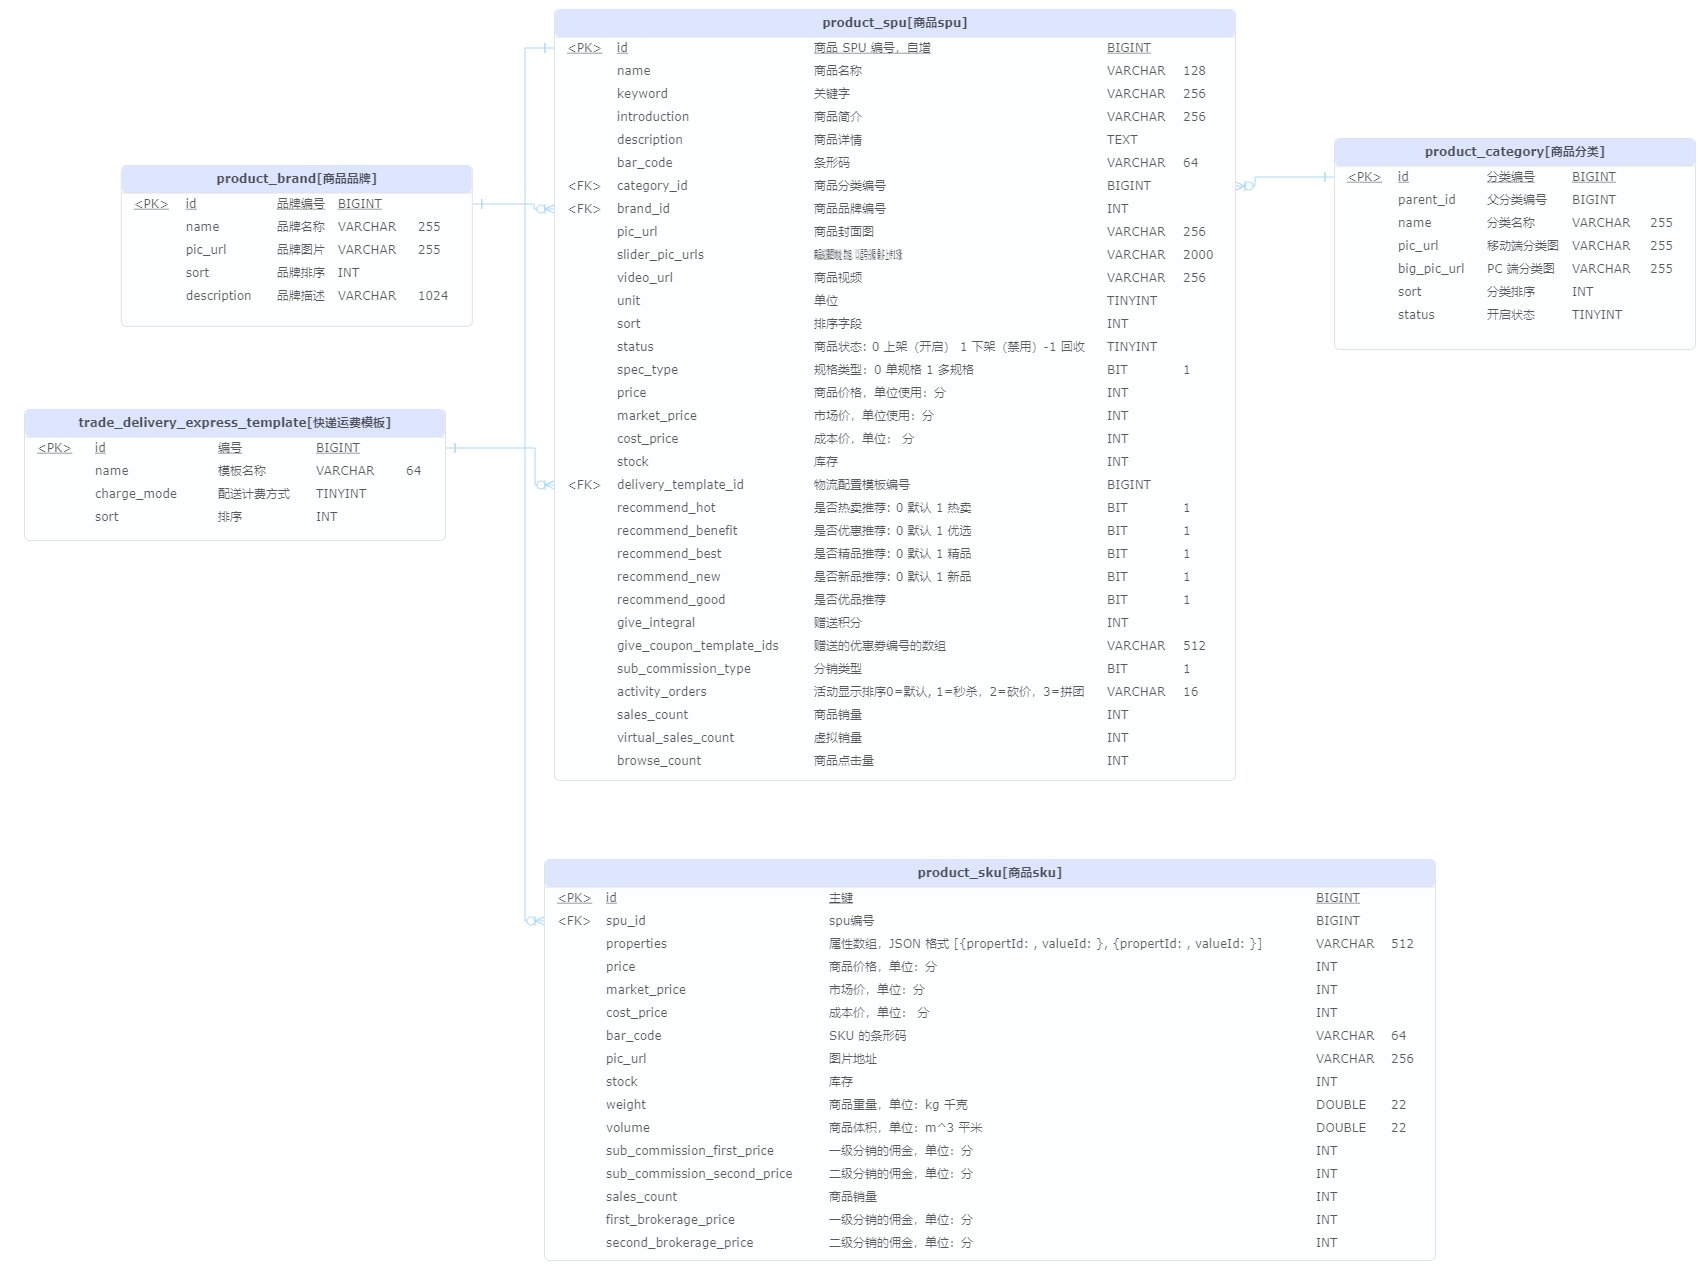 product_spu[商品spu]
<PK> id 商品 SPU 编号，自增 BIGINT
name 商品名称 VARCHAR 128
keyword 关键字 VARCHAR 256
introduction 商品简介 VARCHAR 256
description 商品详情 TEXT
bar_code 条形码 VARCHAR 64
<FK> category_id 商品分类编号 BIGINT
<FK> brand_id 商品品牌编号 INT
pic_url 商品封面图 VARCHAR 256
slider_pic_urls VARCHAR 2000
video_url 商品视频 VARCHAR 256
unit 单位 TINYINT
sort 排序字段 INT
status 商品状态: 0 上架（开启） 1 下架（禁用）-1 回收 TINYINT
spec_type 规格类型：0 单规格 1 多规格 BIT 1
price 商品价格，单位使用：分 INT
market_price 市场价，单位使用：分 INT
cost_price 成本价，单位： 分 INT
stock 库存 INT
<FK> delivery_template_id 物流配置模板编号 BIGINT
recommend_hot 是否热卖推荐: 0 默认 1 热卖 BIT 1
recommend_benefit 是否优惠推荐: 0 默认 1 优选 BIT 1
recommend_best 是否精品推荐: 0 默认 1 精品 BIT 1
recommend_new 是否新品推荐: 0 默认 1 新品 BIT 1
recommend_good 是否优品推荐 BIT 1
give_integral 赠送积分 INT
give_coupon_template_ids 赠送的优惠券编号的数组 VARCHAR 512
sub_commission_type 分销类型 BIT 1
activity_orders 活动显示排序0=默认, 1=秒杀，2=砍价，3=拼团 VARCHAR 16
sales_count 商品销量 INT
virtual_sales_count 虚拟销量 INT
browse_count 商品点击量 INT
product_brand[商品品牌]
<PK> id 品牌编号 BIGINT
name 品牌名称 VARCHAR 255
pic_url 品牌图片 VARCHAR 255
sort 品牌排序 INT
description 品牌描述 VARCHAR 1024
product_category[商品分类]
<PK> id 分类编号 BIGINT
parent_id 父分类编号 BIGINT
name 分类名称 VARCHAR 255
pic_url 移动端分类图 VARCHAR 255
big_pic_url PC 端分类图 VARCHAR 255
sort 分类排序 INT
status 开启状态 TINYINT
trade_delivery_express_template[快递运费模板]
<PK> id 编号 BIGINT
name 模板名称 VARCHAR 64
charge_mode 配送计费方式 TINYINT
sort 排序 INT
product_sku[商品sku]
<PK> id 主键 BIGINT
<FK> spu_id spu编号 BIGINT
properties 属性数组，JSON 格式 [{propertId: , valueId: }, {propertId: , valueId: }] VARCHAR 512
price 商品价格，单位：分 INT
market_price 市场价，单位：分 INT
cost_price 成本价，单位： 分 INT
bar_code SKU 的条形码 VARCHAR 64
pic_url 图片地址 VARCHAR 256
stock 库存 INT
weight 商品重量，单位：kg 千克 DOUBLE 22
volume 商品体积，单位：m^3 平米 DOUBLE 22
sub_commission_first_price 一级分销的佣金，单位：分 INT
sub_commission_second_price 二级分销的佣金，单位：分 INT
sales_count 商品销量 INT
first_brokerage_price 一级分销的佣金，单位：分 INT
second_brokerage_price 二级分销的佣金，单位：分 INT